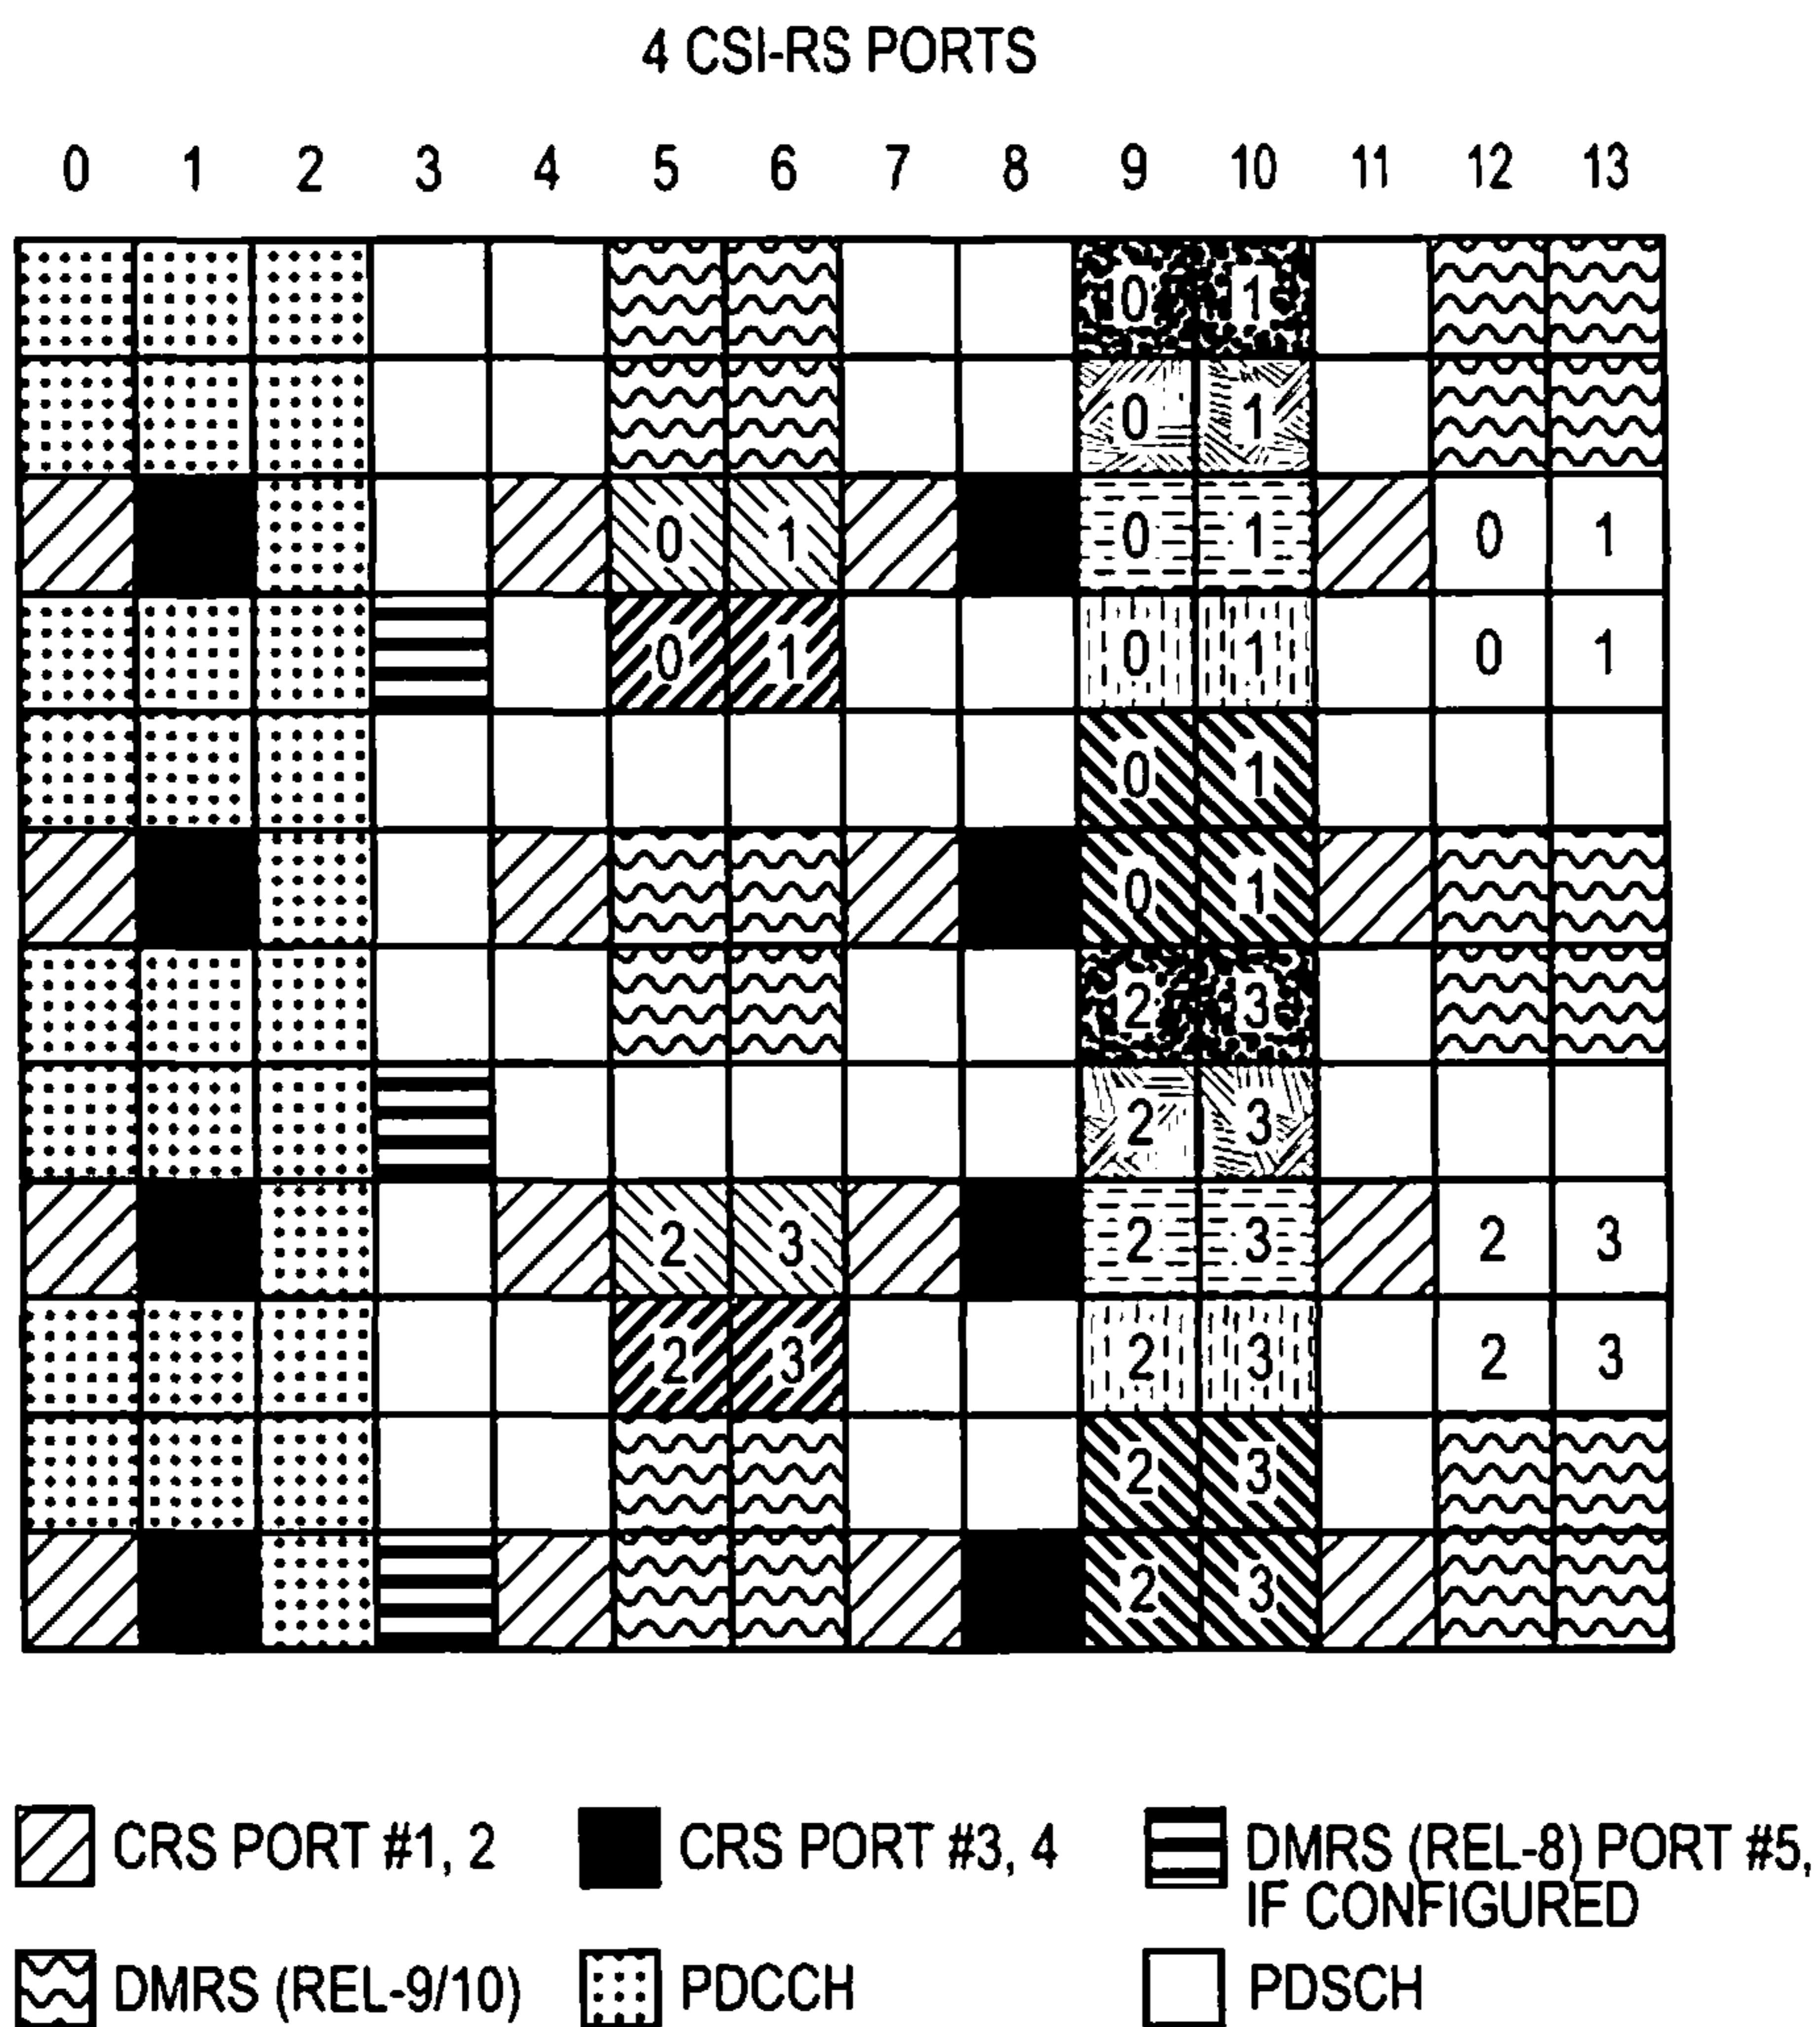 4 CSI-RS PORTS
0 1 2 3 4 5 6 7 8 9 10 11 12 13
0 1
0 1
0 1 0 1 0 1
0 1 0 1 0 1
0 1
0 1
2 3
2 3
2 3 2 3 2 3
2 3 2 3 2 3
2 3
2 3
CRS PORT #1, 2 CRS PORT #3, 4 DMRS (REL-8) PORT #5,
IF CONFIGURED
DMRS (REL-9/10) PDCCH PDSCH